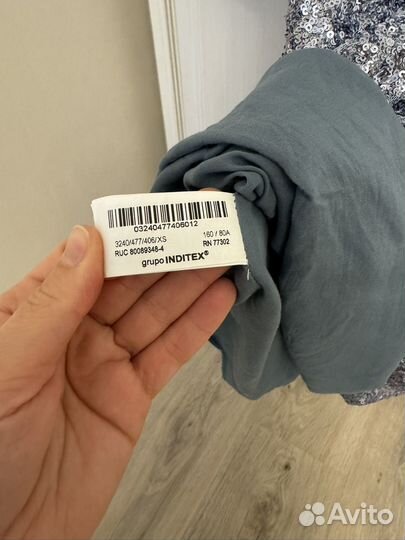 03240477406012
3240/477/406/XS 160 / 80A
RUC 80089348-4 RN 77302
grupo INDITEX®
Avito